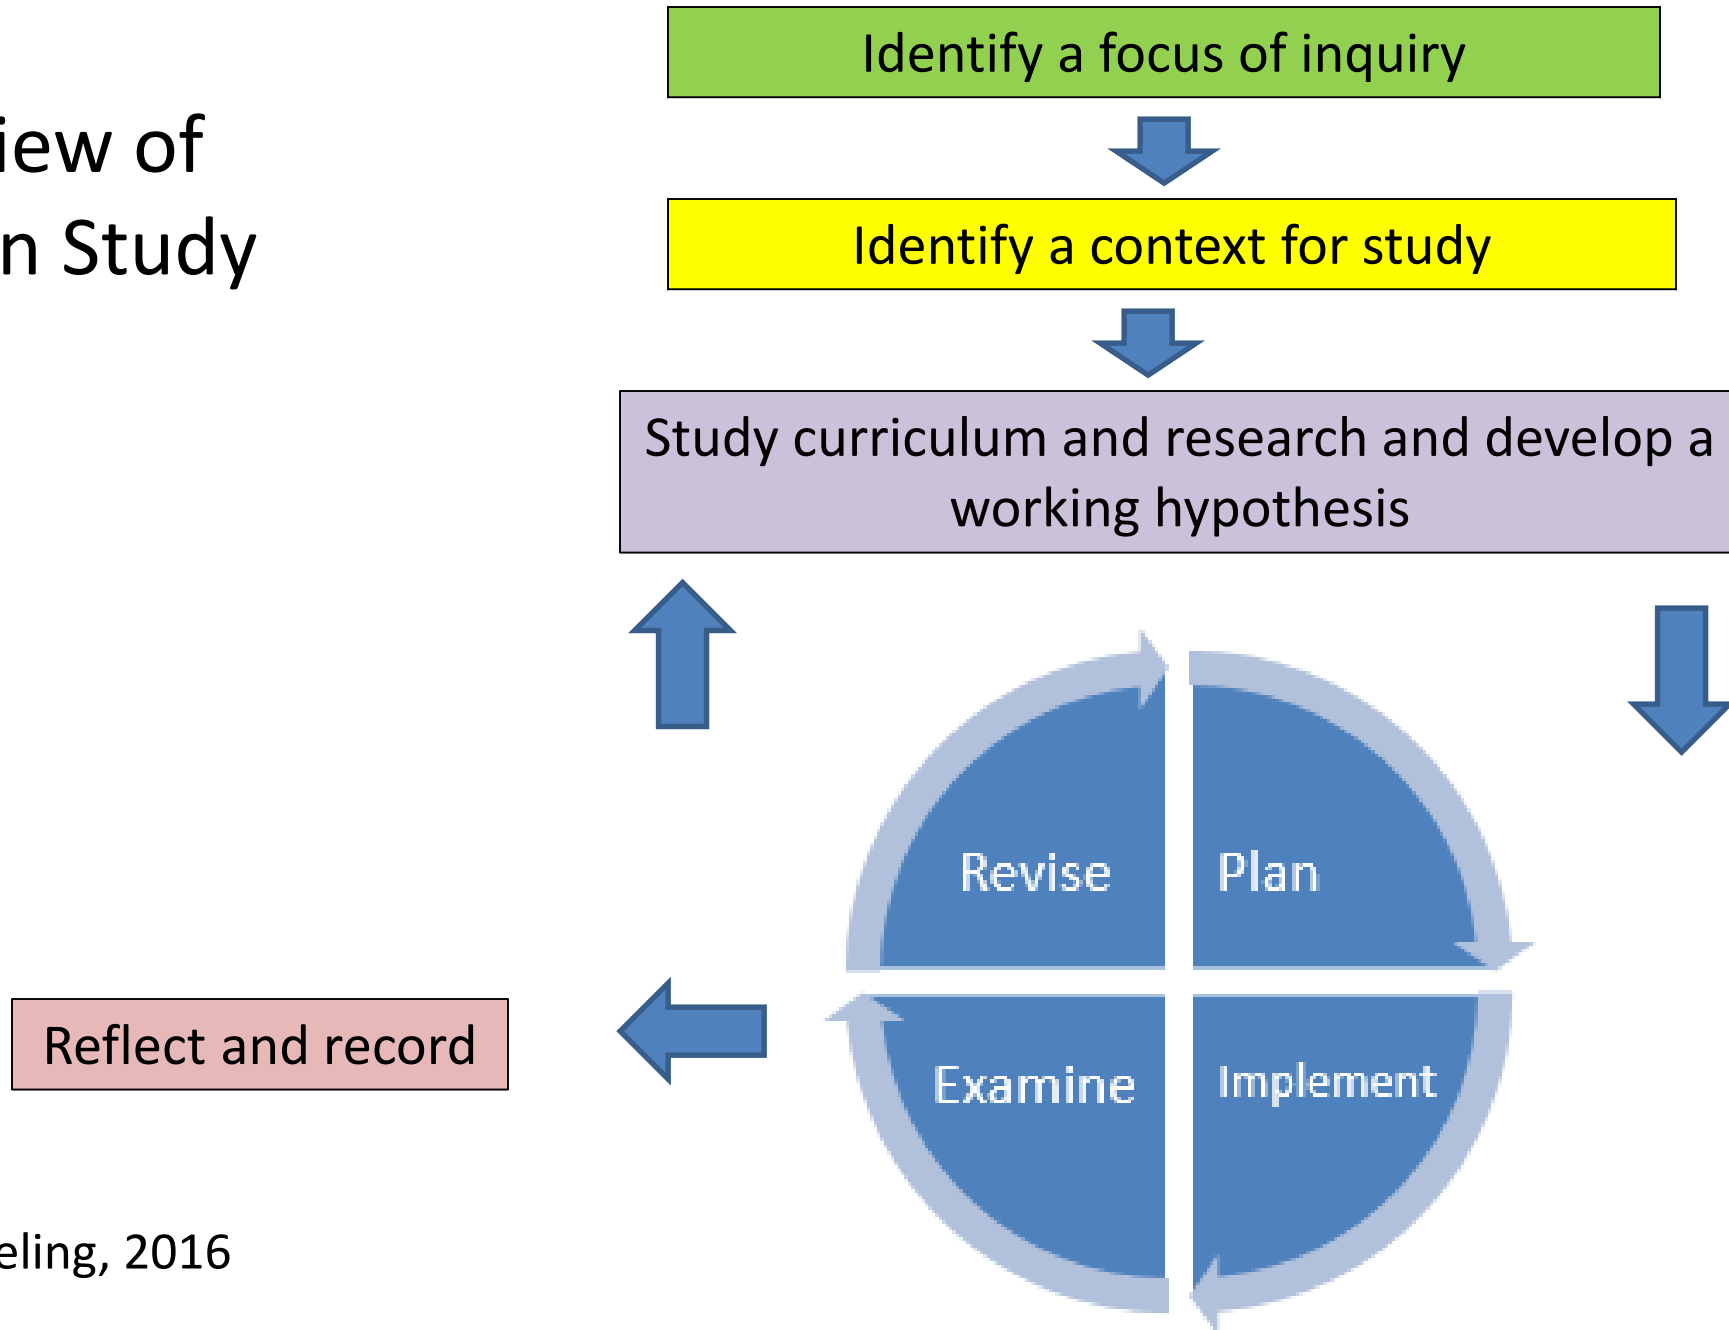 Identify a focus of inquiry
iew of
n Study
Identify a context for study
Study curriculum and research and develop a
working hypothesis
Revise
Plan
Reflect and record
Examine
Implement
eling, 2016